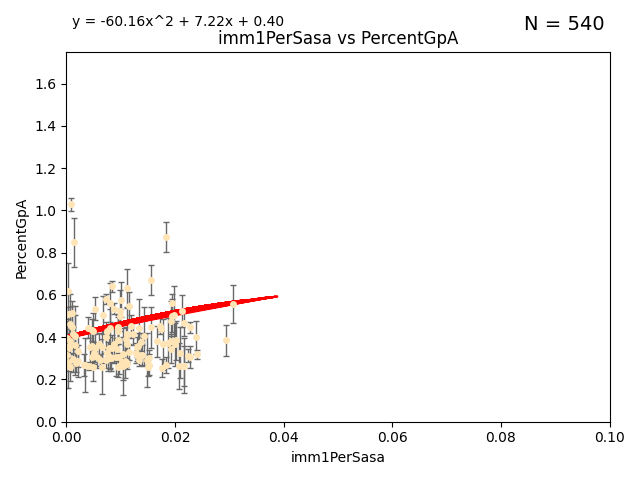 y = -60.16x^2 + 7.22x + 0.40
N = 540
imm1PerSasa vs PercentGpA
PercentGpA
1.6
1.4
1.2
1.0
0.8
0.6
0.4
0.2
0.0
0.00 0.02 0.04 0.06 0.08 0.10
imm1PerSasa